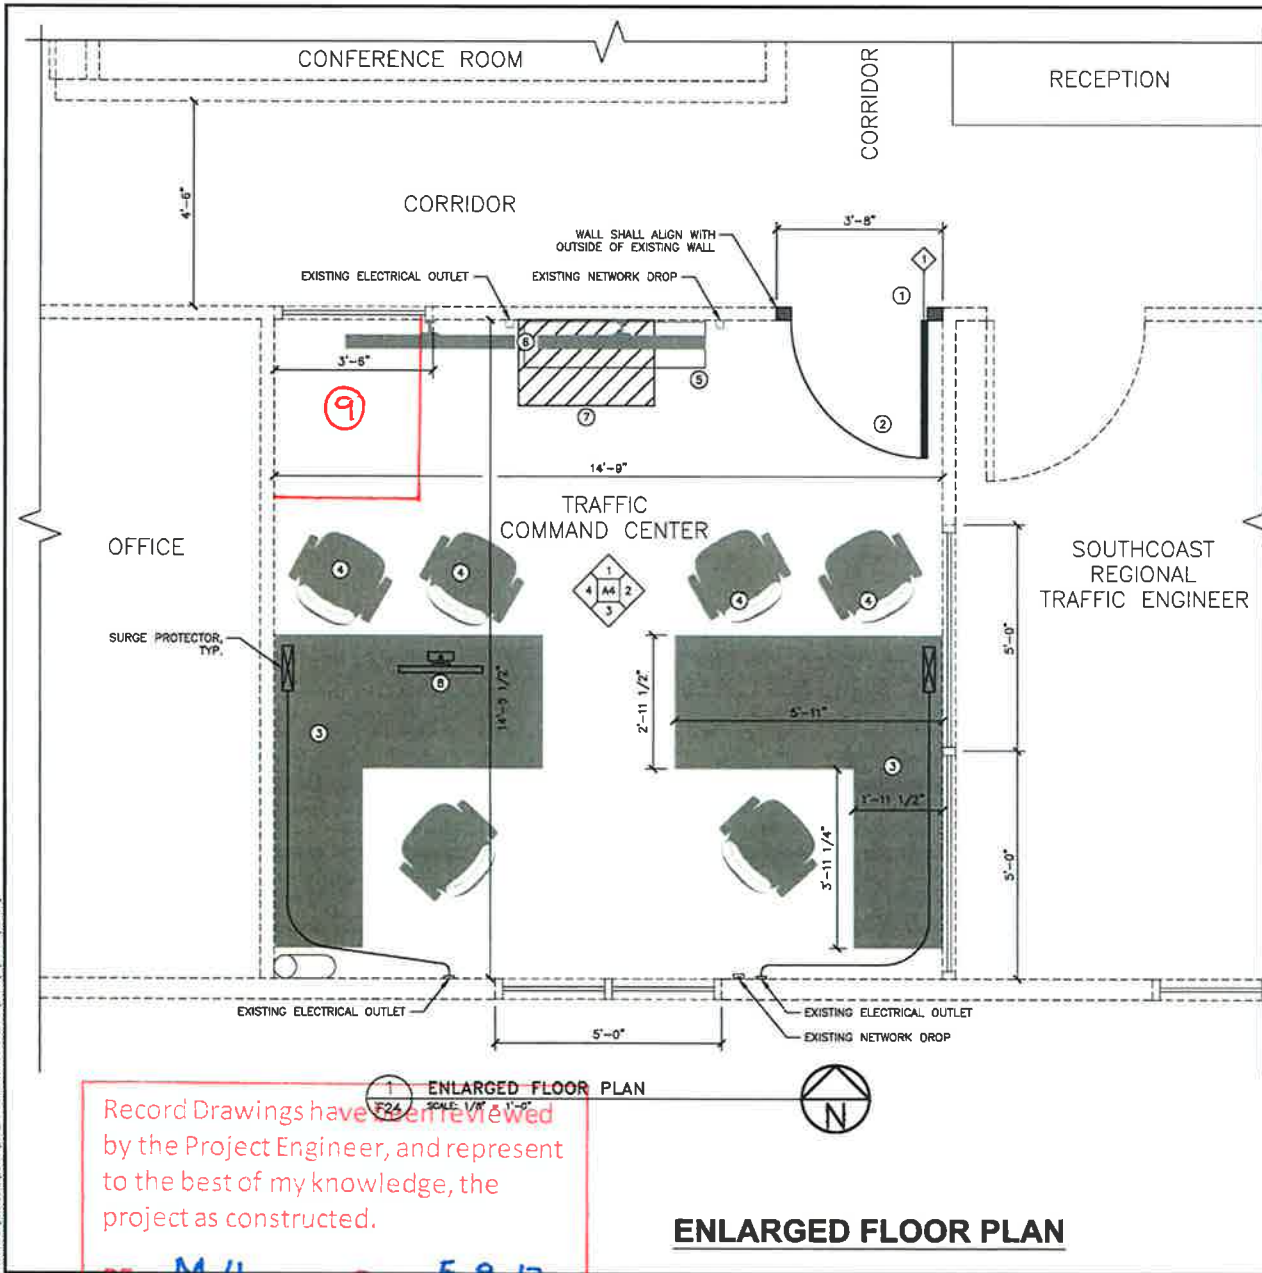 CONFERENCE ROOM
CORRIDOR
RECEPTION
4'-6"
CORRIDOR
3'-8"
WALL SHALL ALIGN WITH
OUTSIDE OF EXISTING WALL
EXISTING ELECTRICAL OUTLET
EXISTING NETWORK DROP
1
1
6
3'-6"
5
9
7
2
14'-9"
TRAFFIC
COMMAND CENTER
OFFICE
SOUTHCOAST
REGIONAL
TRAFFIC ENGINEER
4
4
4
4
1
4 A4 2
3
5'-0"
SURGE PROTECTOR,
TYP.
8
2'-11 1/2"
5'-11"
3
3
1'-11 1/2"
3'-11 1/4"
5'-0"
EXISTING ELECTRICAL OUTLET
EXISTING ELECTRICAL OUTLET
5'-0"
EXISTING NETWORK DROP
1
ENLARGED FLOOR PLAN
F24
SCALE: 1/8" = 1'-0"
N
Record Drawings have been reviewed
by the Project Engineer, and represent
to the best of my knowledge, the
project as constructed.
ENLARGED FLOOR PLAN